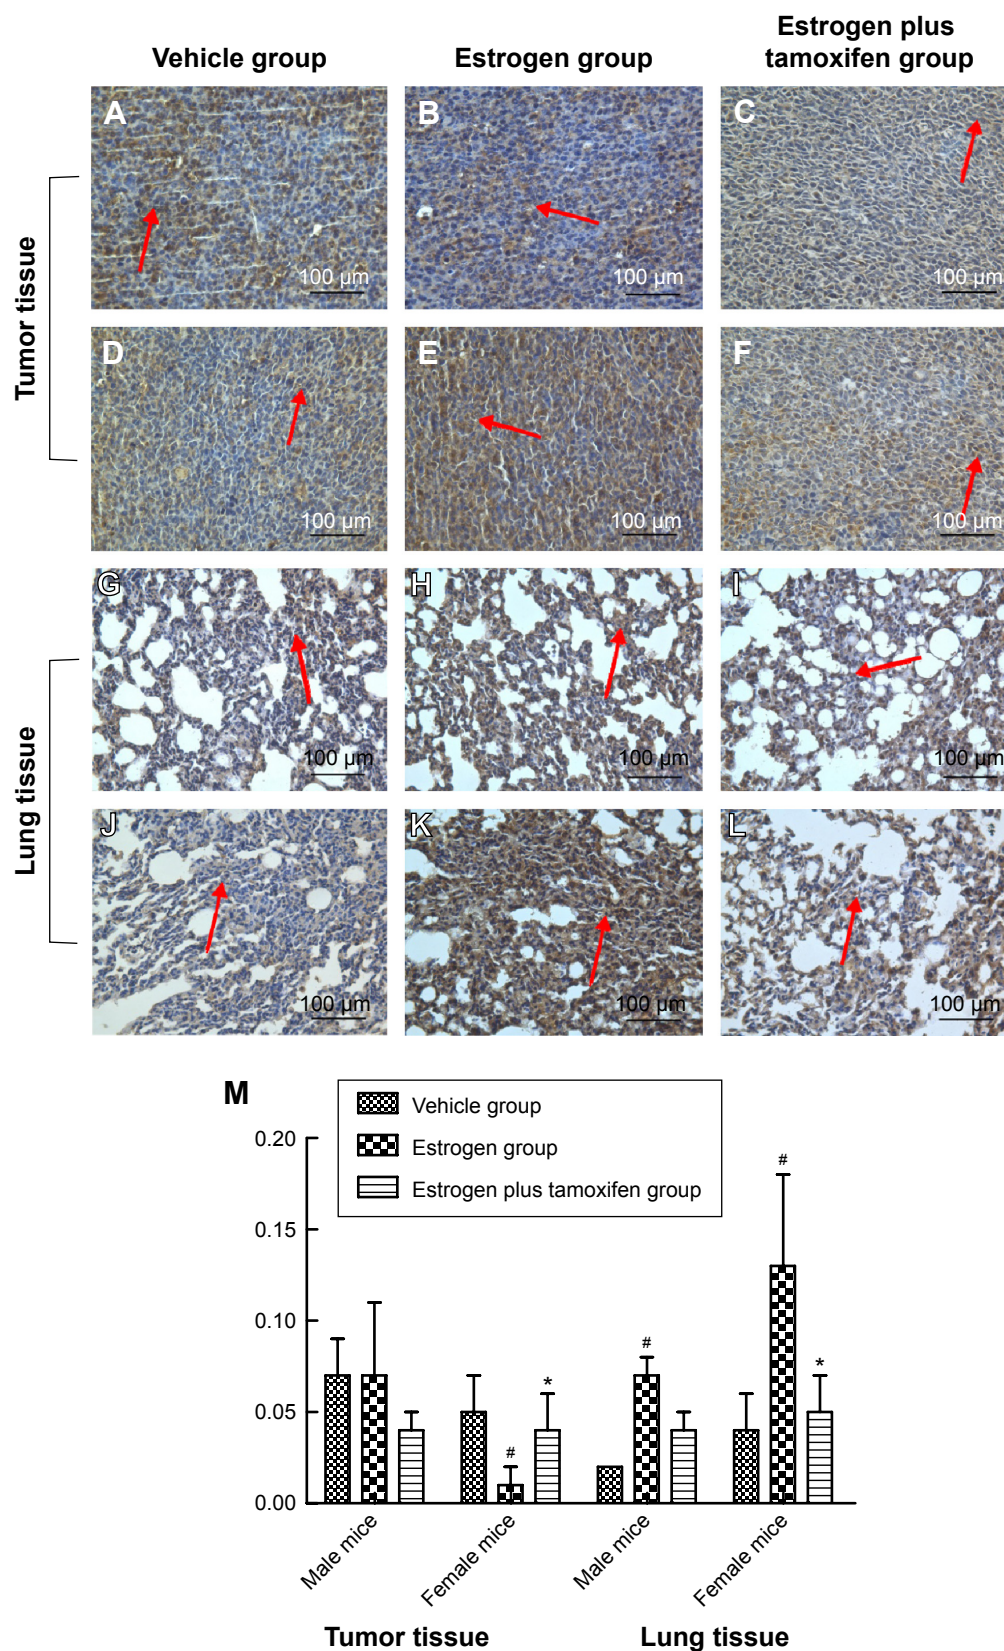 Vehicle group
Estrogen group
Estrogen plus
tamoxifen group
Tumor tissue
A
100 µm
B
100 µm
C
100 µm
D
100 µm
E
100 µm
F
100 µm
Lung tissue
G
100 µm
H
100 µm
I
100 µm
J
100 µm
K
100 µm
L
100 µm
M
Vehicle group
Estrogen group
Estrogen plus tamoxifen group
0.20
0.15
0.10
0.05
0.00
#
*
#
#
*
Male mice
Female mice
Male mice
Female mice
Tumor tissue
Lung tissue